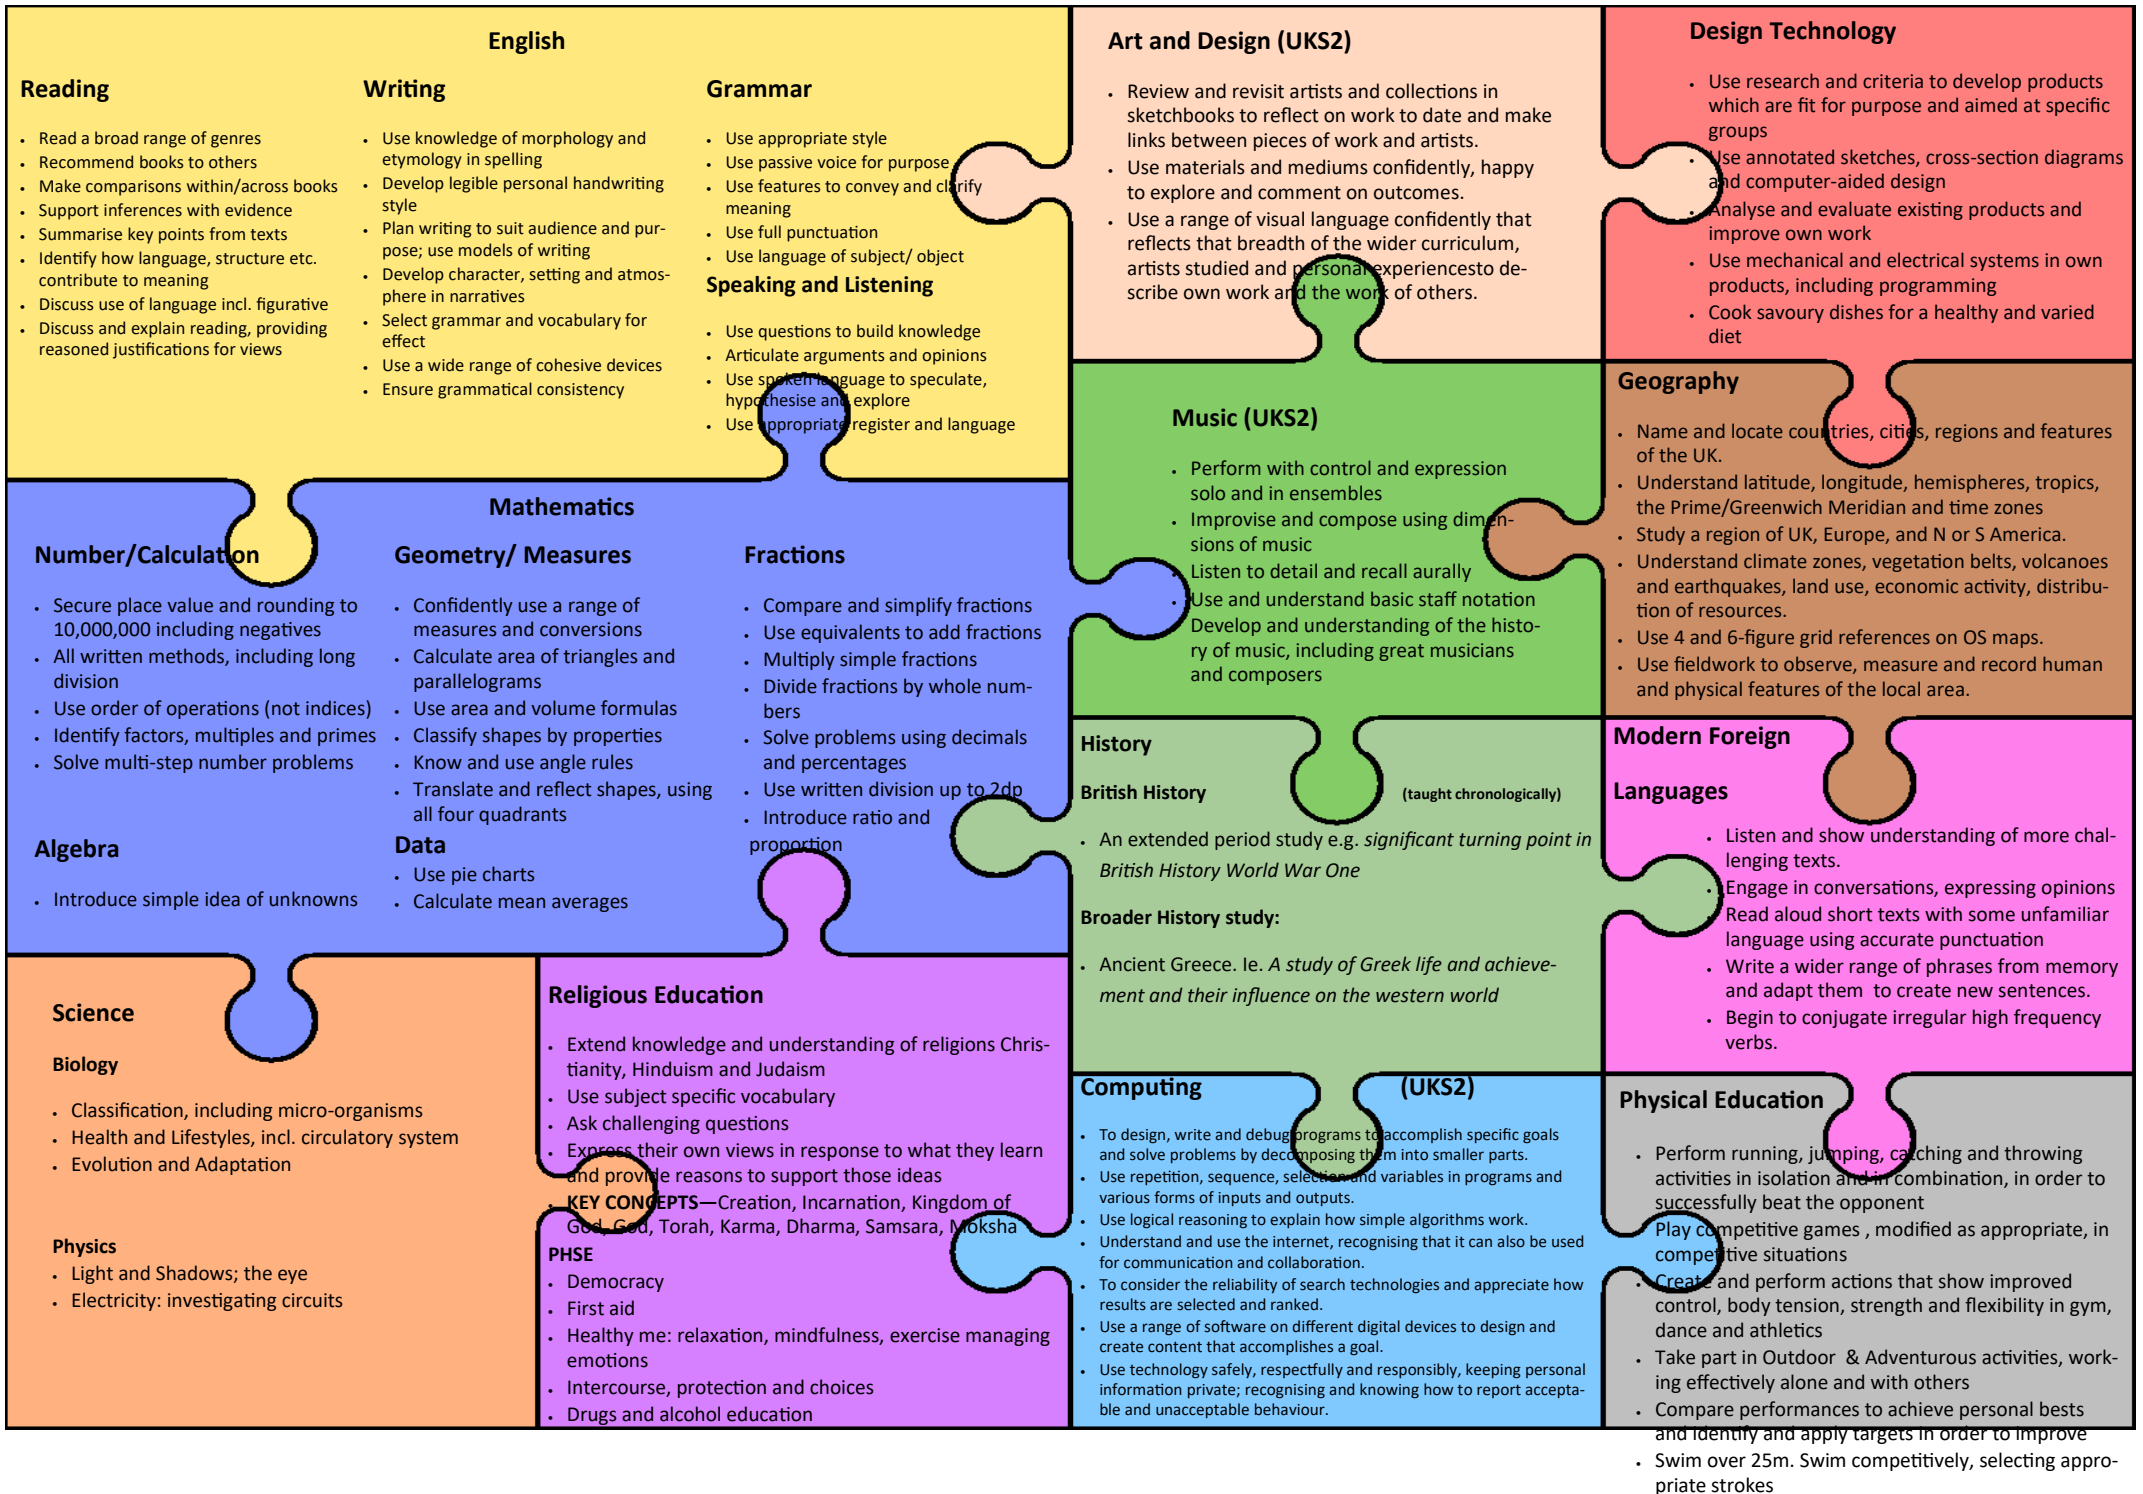 English
Reading
• Read a broad range of genres
• Recommend books to others
• Make comparisons within/across books
• Support inferences with evidence
• Summarise key points from texts
• Identify how language, structure etc.
contribute to meaning
• Discuss use of language incl. figurative
• Discuss and explain reading, providing
reasoned justifications for views
Writing
• Use knowledge of morphology and
etymology in spelling
• Develop legible personal handwriting
style
• Plan writing to suit audience and pur-
pose; use models of writing
• Develop character, setting and atmos-
phere in narratives
• Select grammar and vocabulary for
effect
• Use a wide range of cohesive devices
• Ensure grammatical consistency
Grammar
• Use appropriate style
• Use passive voice for purpose
• Use features to convey and clarify
meaning
• Use full punctuation
• Use language of subject/ object
Speaking and Listening
• Use questions to build knowledge
• Articulate arguments and opinions
• Use spoken language to speculate,
hypothesise and explore
• Use appropriate register and language
Art and Design (UKS2)
• Review and revisit artists and collections in
sketchbooks to reflect on work to date and make
links between pieces of work and artists.
• Use materials and mediums confidently, happy
to explore and comment on outcomes.
• Use a range of visual language confidently that
reflects that breadth of the wider curriculum,
artists studied and personal experiencesto de-
scribe own work and the work of others.
Design Technology
• Use research and criteria to develop products
which are fit for purpose and aimed at specific
groups
• Use annotated sketches, cross-section diagrams
and computer-aided design
• Analyse and evaluate existing products and
improve own work
• Use mechanical and electrical systems in own
products, including programming
• Cook savoury dishes for a healthy and varied
diet
Mathematics
Number/Calculation
• Secure place value and rounding to
10,000,000 including negatives
• All written methods, including long
division
• Use order of operations (not indices)
• Identify factors, multiples and primes
• Solve multi-step number problems
Algebra
• Introduce simple idea of unknowns
Geometry/ Measures
• Confidently use a range of
measures and conversions
• Calculate area of triangles and
parallelograms
• Use area and volume formulas
• Classify shapes by properties
• Know and use angle rules
• Translate and reflect shapes, using
all four quadrants
Data
• Use pie charts
• Calculate mean averages
Fractions
• Compare and simplify fractions
• Use equivalents to add fractions
• Multiply simple fractions
• Divide fractions by whole num-
bers
• Solve problems using decimals
and percentages
• Use written division up to 2dp
• Introduce ratio and
proportion
Music (UKS2)
• Perform with control and expression
solo and in ensembles
• Improvise and compose using dimen-
sions of music
• Listen to detail and recall aurally
• Use and understand basic staff notation
Develop and understanding of the histo-
ry of music, including great musicians
and composers
Geography
• Name and locate countries, cities, regions and features
of the UK.
• Understand latitude, longitude, hemispheres, tropics,
the Prime/Greenwich Meridian and time zones
• Study a region of UK, Europe, and N or S America.
• Understand climate zones, vegetation belts, volcanoes
and earthquakes, land use, economic activity, distribu-
tion of resources.
• Use 4 and 6-figure grid references on OS maps.
• Use fieldwork to observe, measure and record human
and physical features of the local area.
History
British History (taught chronologically)
• An extended period study e.g. significant turning point in
British History World War One
Broader History study:
• Ancient Greece. Ie. A study of Greek life and achieve-
ment and their influence on the western world
Modern Foreign
Languages
• Listen and show understanding of more chal-
lenging texts.
• Engage in conversations, expressing opinions
• Read aloud short texts with some unfamiliar
language using accurate punctuation
• Write a wider range of phrases from memory
and adapt them to create new sentences.
• Begin to conjugate irregular high frequency
verbs.
Science
Biology
• Classification, including micro-organisms
• Health and Lifestyles, incl. circulatory system
• Evolution and Adaptation
Physics
• Light and Shadows; the eye
• Electricity: investigating circuits
Religious Education
• Extend knowledge and understanding of religions Chris-
tianity, Hinduism and Judaism
• Use subject specific vocabulary
• Ask challenging questions
• Express their own views in response to what they learn
and provide reasons to support those ideas
• KEY CONCEPTS—Creation, Incarnation, Kingdom of
God, God, Torah, Karma, Dharma, Samsara, Moksha
PHSE
• Democracy
• First aid
• Healthy me: relaxation, mindfulness, exercise managing
emotions
• Intercourse, protection and choices
• Drugs and alcohol education
Computing (UKS2)
• To design, write and debug programs to accomplish specific goals
and solve problems by decomposing them into smaller parts.
• Use repetition, sequence, selection and variables in programs and
various forms of inputs and outputs.
• Use logical reasoning to explain how simple algorithms work.
• Understand and use the internet, recognising that it can also be used
for communication and collaboration.
• To consider the reliability of search technologies and appreciate how
results are selected and ranked.
• Use a range of software on different digital devices to design and
create content that accomplishes a goal.
• Use technology safely, respectfully and responsibly, keeping personal
information private; recognising and knowing how to report accepta-
ble and unacceptable behaviour.
Physical Education
• Perform running, jumping, catching and throwing
activities in isolation and in combination, in order to
successfully beat the opponent
• Play competitive games , modified as appropriate, in
competitive situations
• Create and perform actions that show improved
control, body tension, strength and flexibility in gym,
dance and athletics
• Take part in Outdoor & Adventurous activities, work-
ing effectively alone and with others
• Compare performances to achieve personal bests
and identify and apply targets in order to improve
• Swim over 25m. Swim competitively, selecting appro-
priate strokes